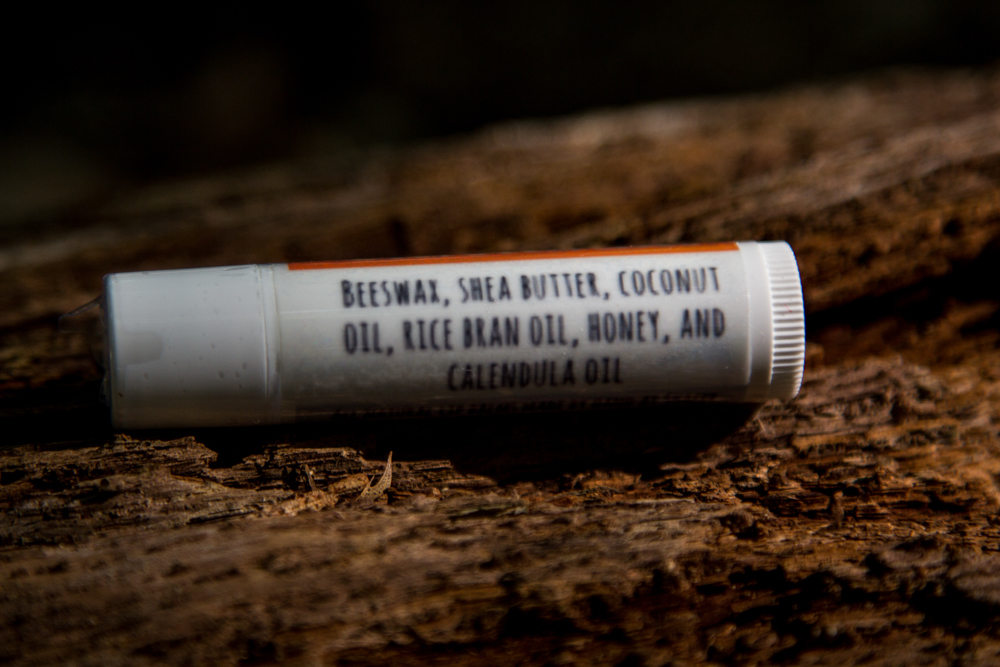 BEESWAX, SHEA BUTTER, COCONUT
OIL, RICE BRAN OIL, HONEY, AND
CALENDULA OIL